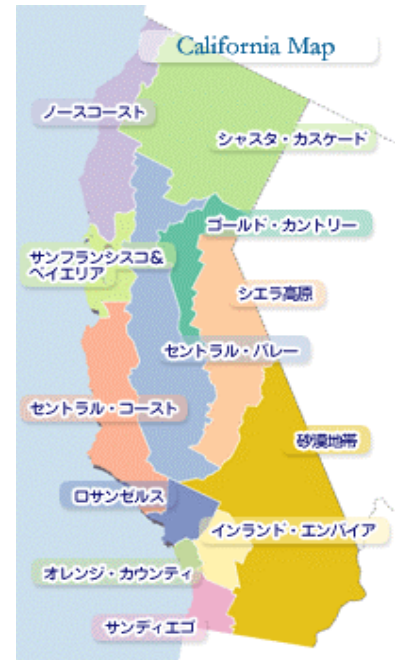 California Map
ノースコースト
シャスタ・カスケード
ゴールド・カントリー
サンフランシスコ&
ベイエリア
シエラ高原
セントラル・バレー
セントラル・コースト
砂漠地帯
ロサンゼルス
インランド・エンパイア
オレンジ・カウンティ
サンディエゴ